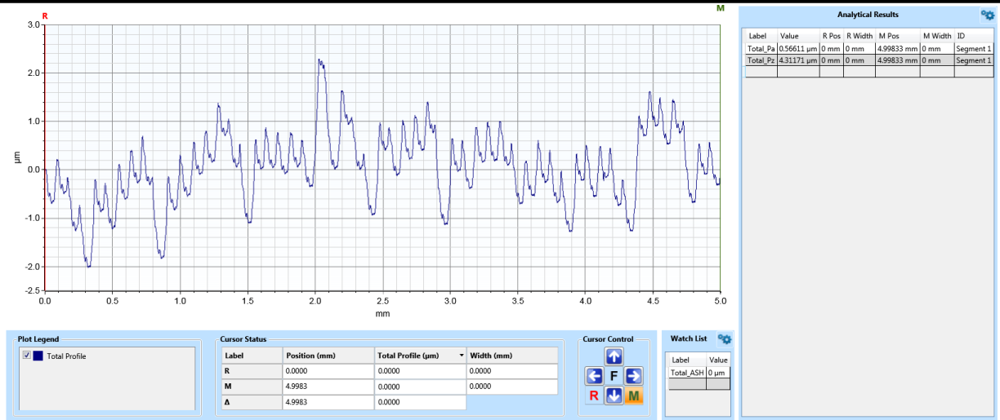 R
M
3.0
2.0
1.0
0.0
-1.0
-2.0
-2.5
µm
0.0 0.5 1.0 1.5 2.0 2.5 3.0 3.5 4.0 4.5 5.0
mm
Analytical Results
Label Value R Pos R Width M Pos M Width ID
Total_Pa 0.56611 µm 0 mm 0 mm 4.99833 mm 0 mm Segment 1
Total_Pz 4.31171 µm 0 mm 0 mm 4.99833 mm 0 mm Segment 1
Plot Legend
Total Profile
Cursor Status
Label Position (mm) Total Profile (µm) Width (mm)
R 0.0000 0.0000 0.0000
M 4.9983 0.0000 0.0000
Δ 4.9983 0.0000
Cursor Control
F
R M
Watch List
Label Value
Total_ASH 0 µm